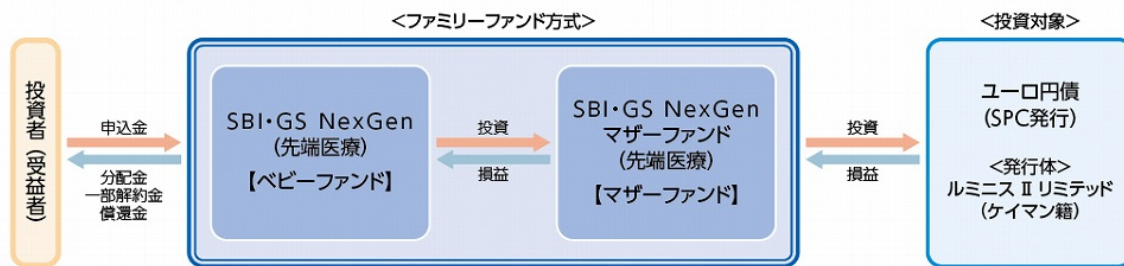 <ファミリーファンド方式>
<投資対象>
投資者(受益者)
申込金
分配金
一部解約金
償還金
SBI・GS NexGen
(先端医療)
【ベビーファンド】
投資
損益
SBI・GS NexGen
マザーファンド
(先端医療)
【マザーファンド】
投資
損益
ユーロ円債
(SPC発行)
<発行体>
ルミニス Ⅱ リミテッド
(ケイマン籍)